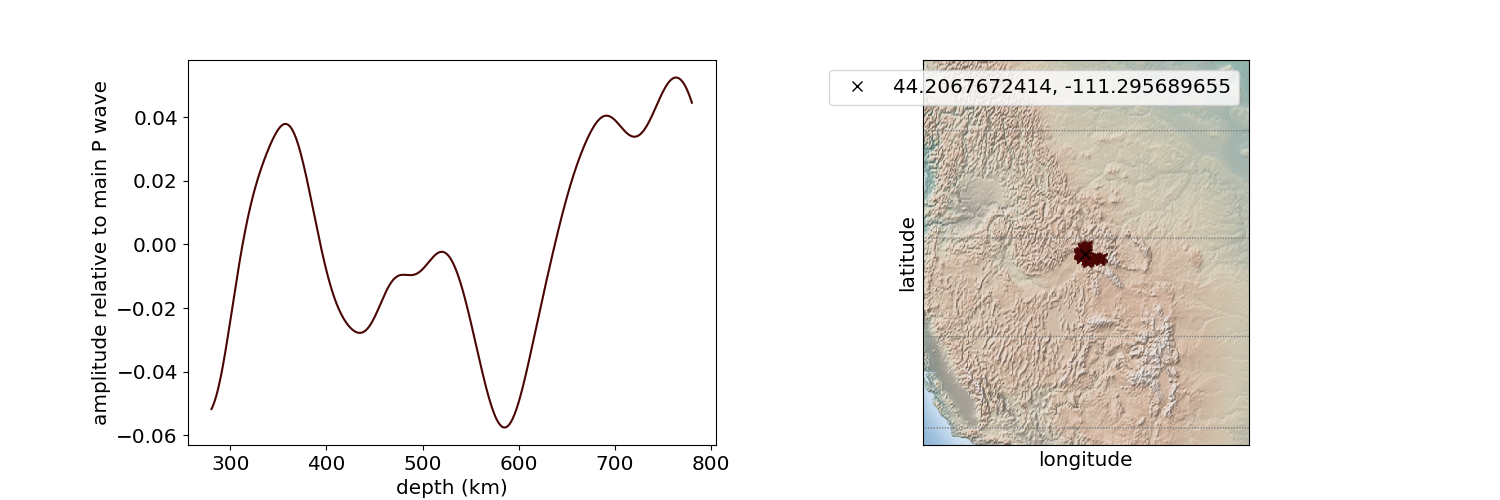 amplitude relative to main P wave
0.04
0.02
0.00
−0.02
−0.04
−0.06
300 400 500 600 700 800
depth (km)
44.2067672414, -111.295689655
latitude
longitude